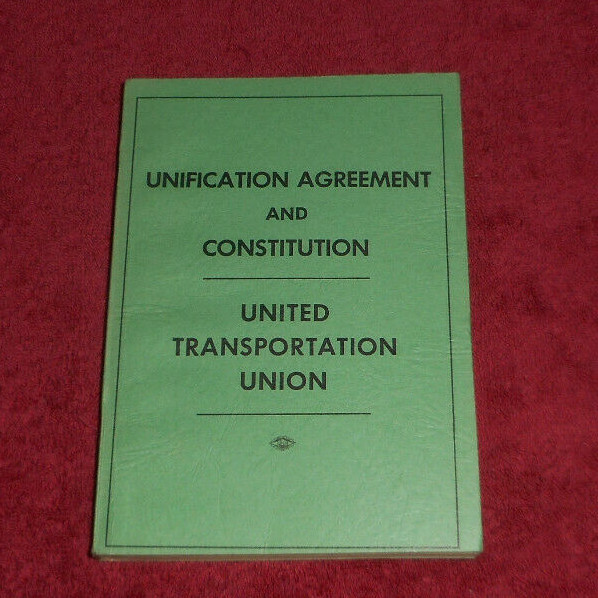 UNIFICATION AGREEMENT
AND
CONSTITUTION
UNITED
TRANSPORTATION
UNION